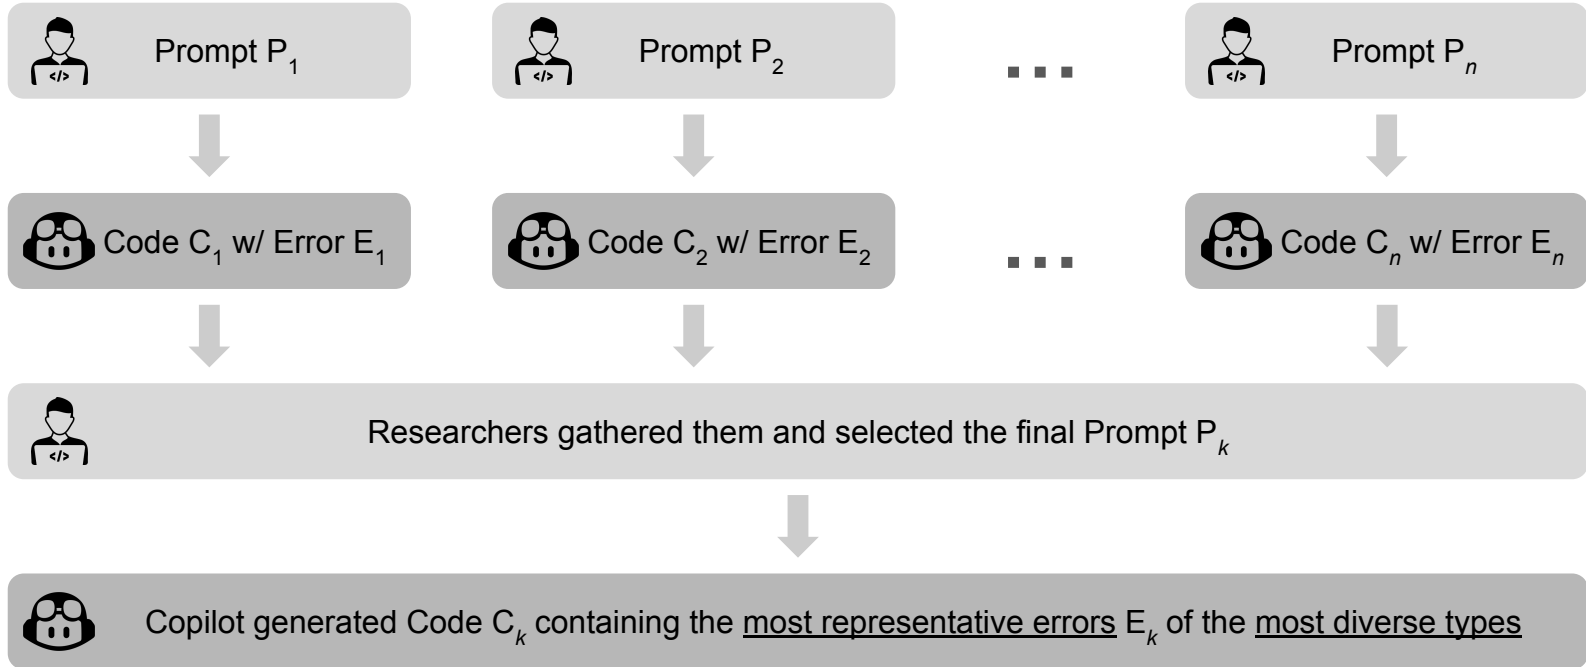 Prompt P1
Prompt P2
...
Prompt Pn
Code C1 w/ Error E1
Code C2 w/ Error E2
...
Code Cn w/ Error En
Researchers gathered them and selected the final Prompt Pk
Copilot generated Code Ck containing the most representative errors Ek of the most diverse types